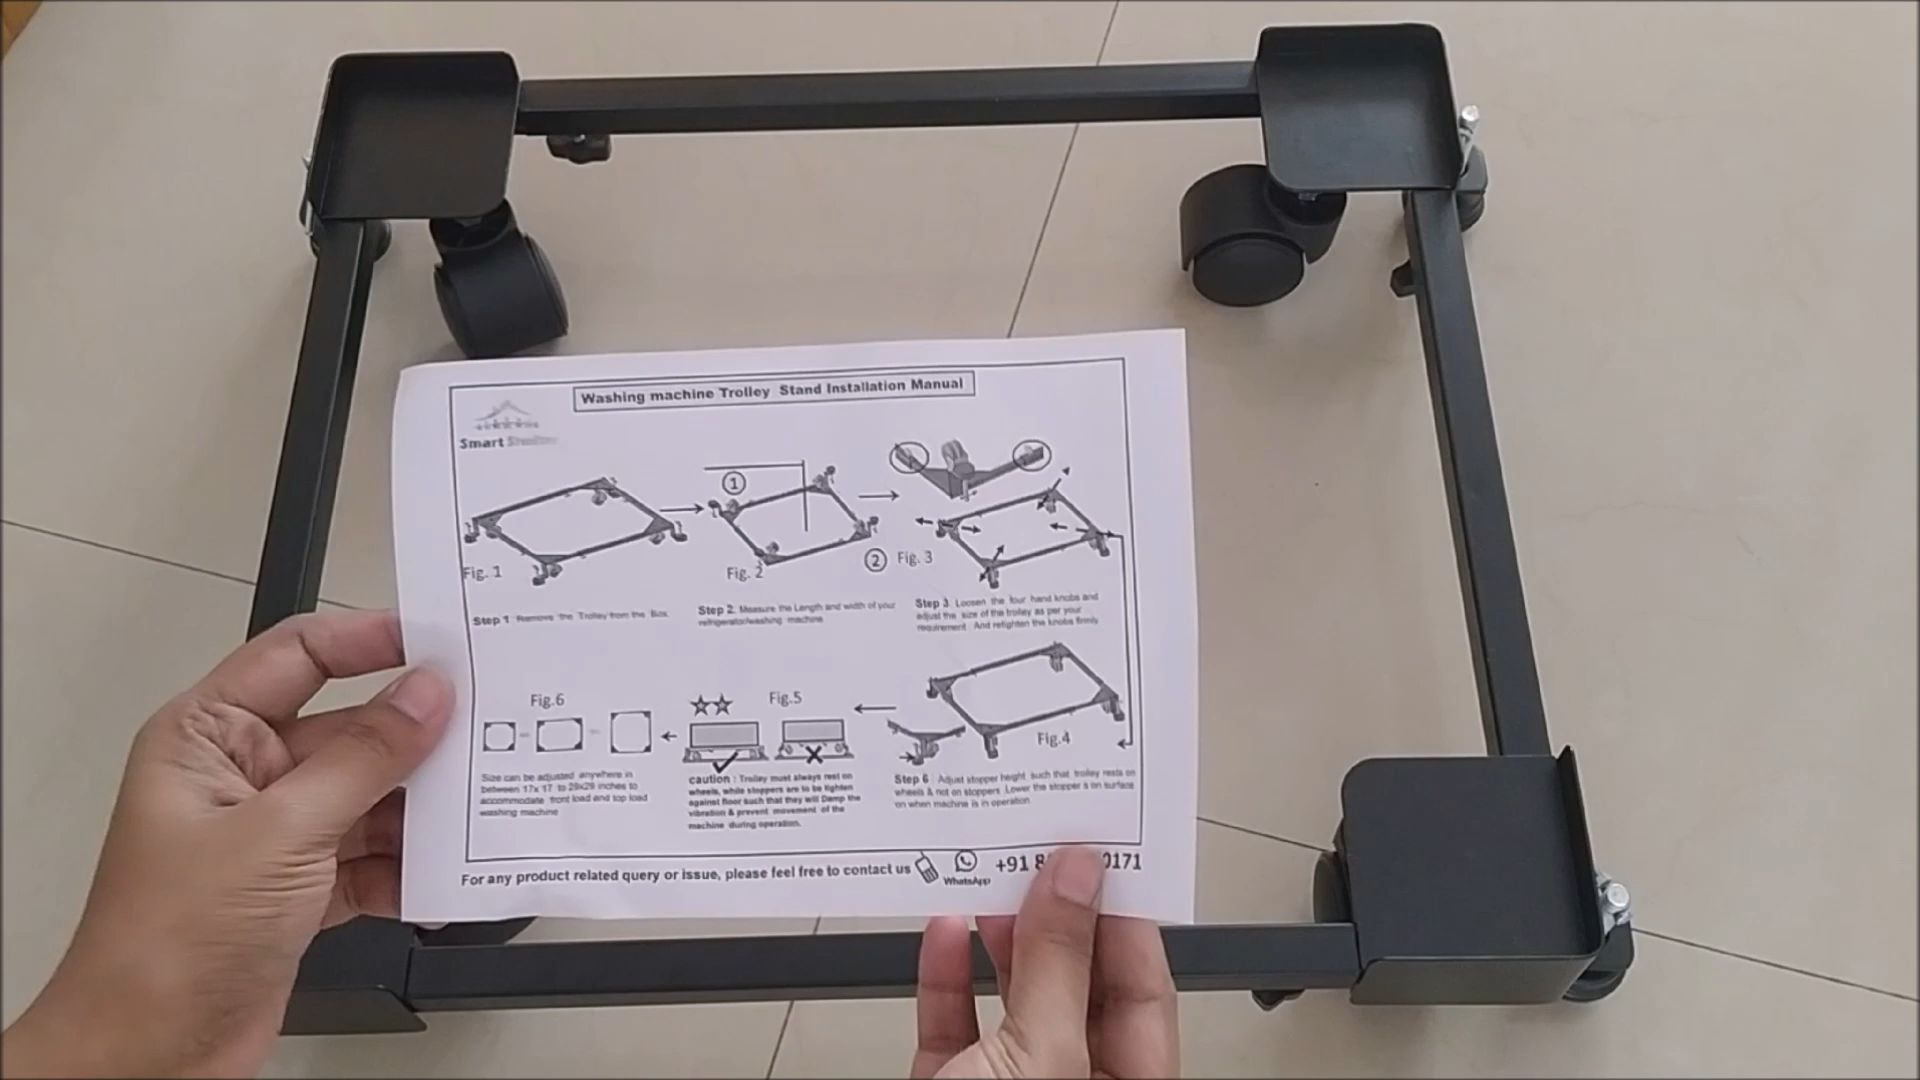 Washing machine Trolley Stand Installation Manual
Smart
1
2
Fig. 3
Fig. 1
Fig. 2
Step 1: Remove the Trolley from the Box.
Step 2: Measure the Length and width of your
refrigerator/washing machine
Step 3: Loosen the four hand knobs and
adjust the size of the trolley as per your
requirement. And retighten the knobs firmly
Fig.6
Fig.5
Fig.4
Size can be adjusted anywhere in
between 17x 17 to 29x29 inches to
accommodate front load and top load
washing machine
caution : Trolley must always rest on
wheels, while stoppers are to be tighten
against floor such that they will Damp the
vibration & prevent movement of the
machine during operation.
Step 6 : Adjust stopper height such that trolley rests on
wheels & not on stoppers. Lower the stopper s on surface
on when machine is in operation
For any product related query or issue, please feel free to contact us
WhatsApp
+91 8 0171